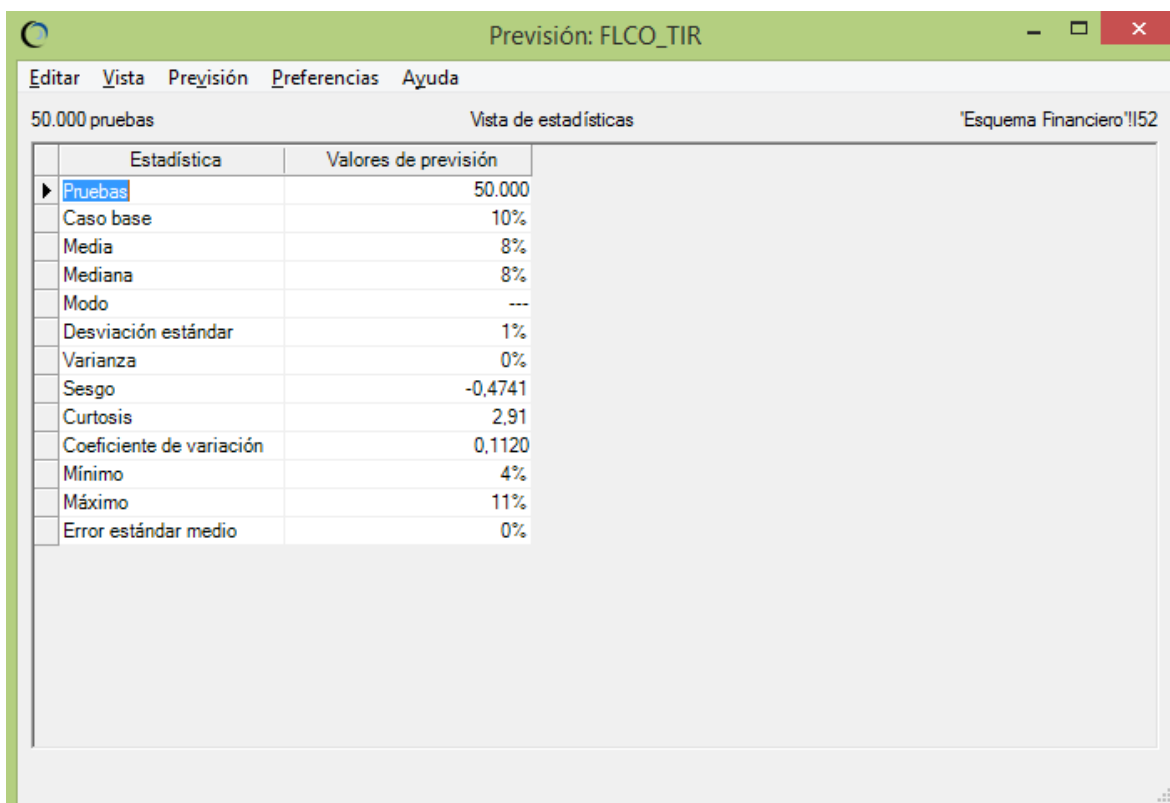 Previsión: FLCO_TIR
Editar Vista Previsión Preferencias Ayuda
50.000 pruebas Vista de estadísticas 'Esquema Financiero'!I52
Estadística Valores de previsión
Pruebas 50.000
Caso base 10%
Media 8%
Mediana 8%
Modo ---
Desviación estándar 1%
Varianza 0%
Sesgo -0,4741
Curtosis 2,91
Coeficiente de variación 0,1120
Mínimo 4%
Máximo 11%
Error estándar medio 0%